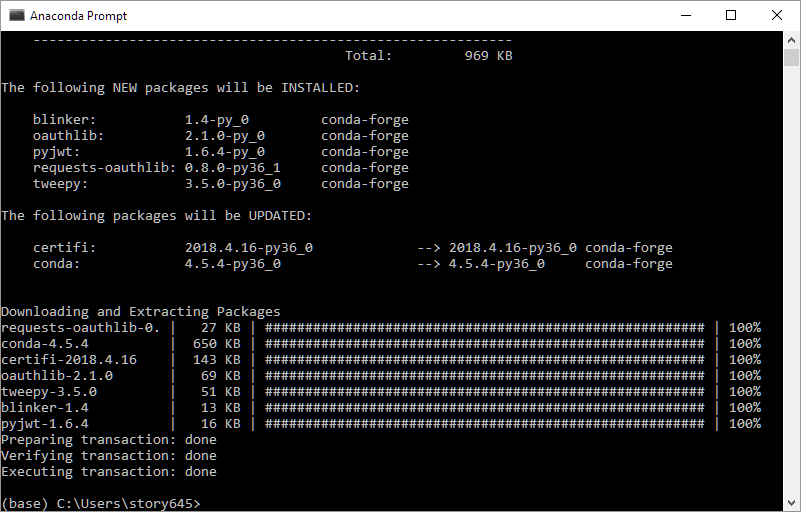 Anaconda Prompt
------------------------------------------------------------
Total:         969 KB
The following NEW packages will be INSTALLED:
blinker:           1.4-py_0         conda-forge
oauthlib:          2.1.0-py_0       conda-forge
pyjwt:             1.6.4-py_0       conda-forge
requests-oauthlib: 0.8.0-py36_1     conda-forge
tweepy:            3.5.0-py36_0     conda-forge
The following packages will be UPDATED:
certifi:           2018.4.16-py36_0             --> 2018.4.16-py36_0 conda-forge
conda:             4.5.4-py36_0                 --> 4.5.4-py36_0     conda-forge
Downloading and Extracting Packages
requests-oauthlib-0. |   27 KB | ####################################################### | 100%
conda-4.5.4          |  650 KB | ####################################################### | 100%
certifi-2018.4.16    |  143 KB | ####################################################### | 100%
oauthlib-2.1.0       |   69 KB | ####################################################### | 100%
tweepy-3.5.0         |   51 KB | ####################################################### | 100%
blinker-1.4          |   13 KB | ####################################################### | 100%
pyjwt-1.6.4          |   16 KB | ####################################################### | 100%
Preparing transaction: done
Verifying transaction: done
Executing transaction: done
(base) C:\Users\story645>